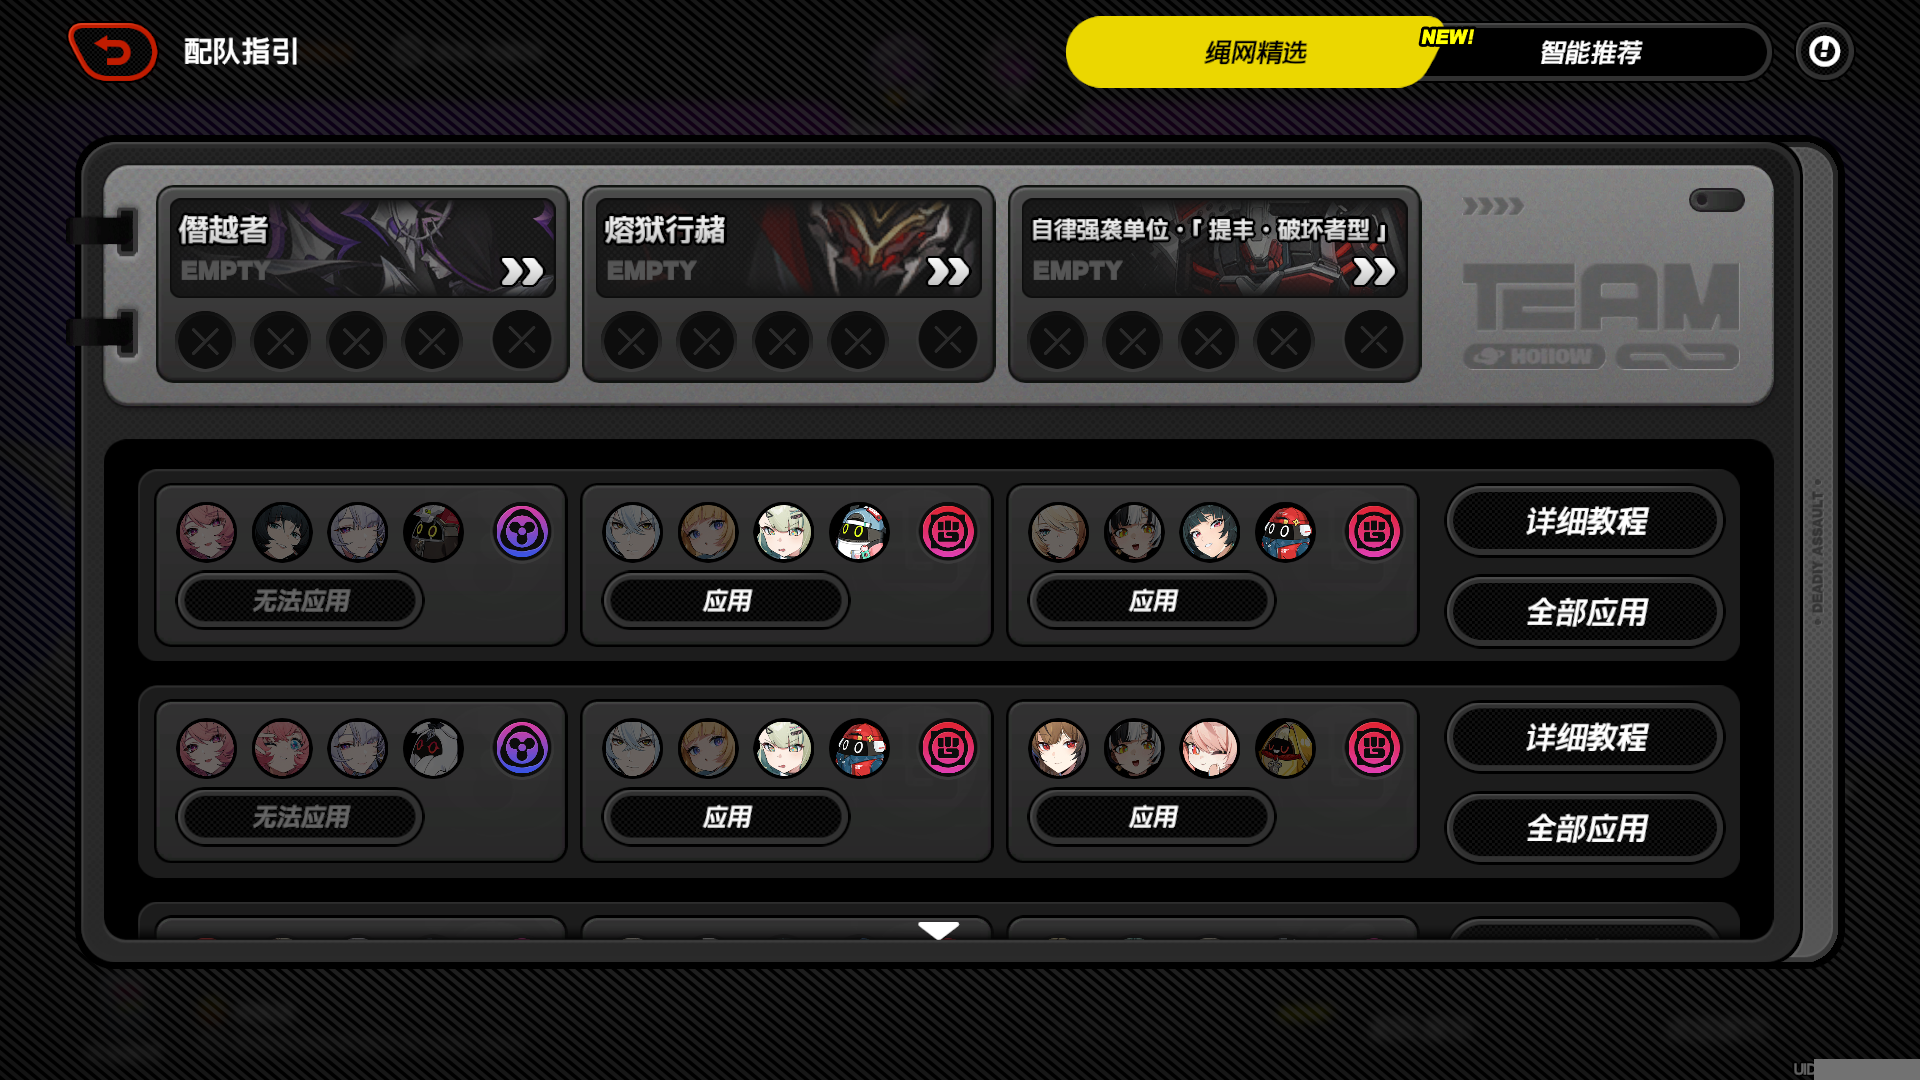 配队指引
绳网精选
NEW!
智能推荐
僭越者
EMPTY
熔狱行赭
EMPTY
自律强袭单位·「提丰·破坏者型」
EMPTY
TEAM
HOLLOW
无法应用
应用
应用
详细教程
全部应用
无法应用
应用
应用
详细教程
全部应用
DEADLY ASSAULT
UID